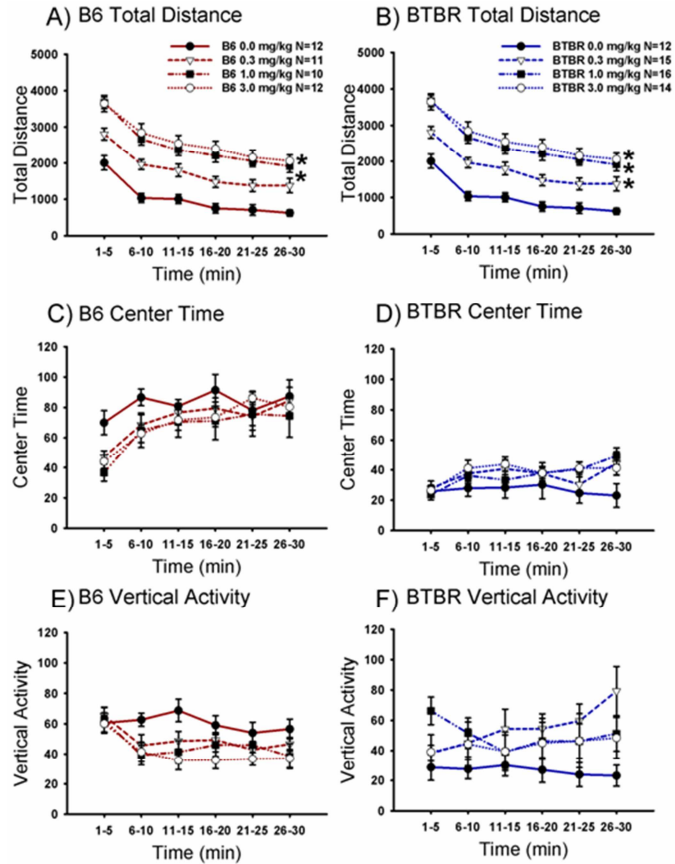 A) B6 Total Distance
B6 0.0 mg/kg N=12
B6 0.3 mg/kg N=11
B6 1.0 mg/kg N=10
B6 3.0 mg/kg N=12
Total Distance
5000
4000
3000
2000
1000
0
*
*
1-5 6-10 11-15 16-20 21-25 26-30
Time (min)
B) BTBR Total Distance
BTBR 0.0 mg/kg N=12
BTBR 0.3 mg/kg N=15
BTBR 1.0 mg/kg N=16
BTBR 3.0 mg/kg N=14
Total Distance
5000
4000
3000
2000
1000
0
*
*
*
1-5 6-10 11-15 16-20 21-25 26-30
Time (min)
C) B6 Center Time
Center Time
120
100
80
60
40
20
0
1-5 6-10 11-15 16-20 21-25 26-30
Time (min)
D) BTBR Center Time
Center Time
120
100
80
60
40
20
0
1-5 6-10 11-15 16-20 21-25 26-30
Time (min)
E) B6 Vertical Activity
Vertical Activity
120
100
80
60
40
20
0
1-5 6-10 11-15 16-20 21-25 26-30
Time (min)
F) BTBR Vertical Activity
Vertical Activity
120
100
80
60
40
20
0
1-5 6-10 11-15 16-20 21-25 26-30
Time (min)